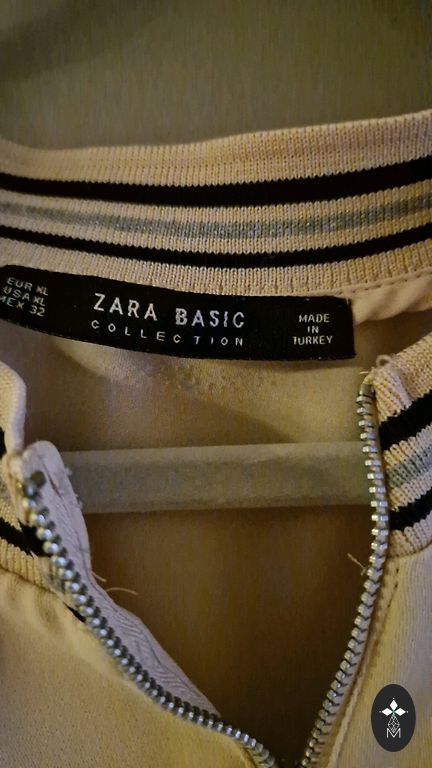 EUR XL
USA XL
MEX 32
ZARA BASIC
COLLECTION
MADE
IN
TURKEY
M